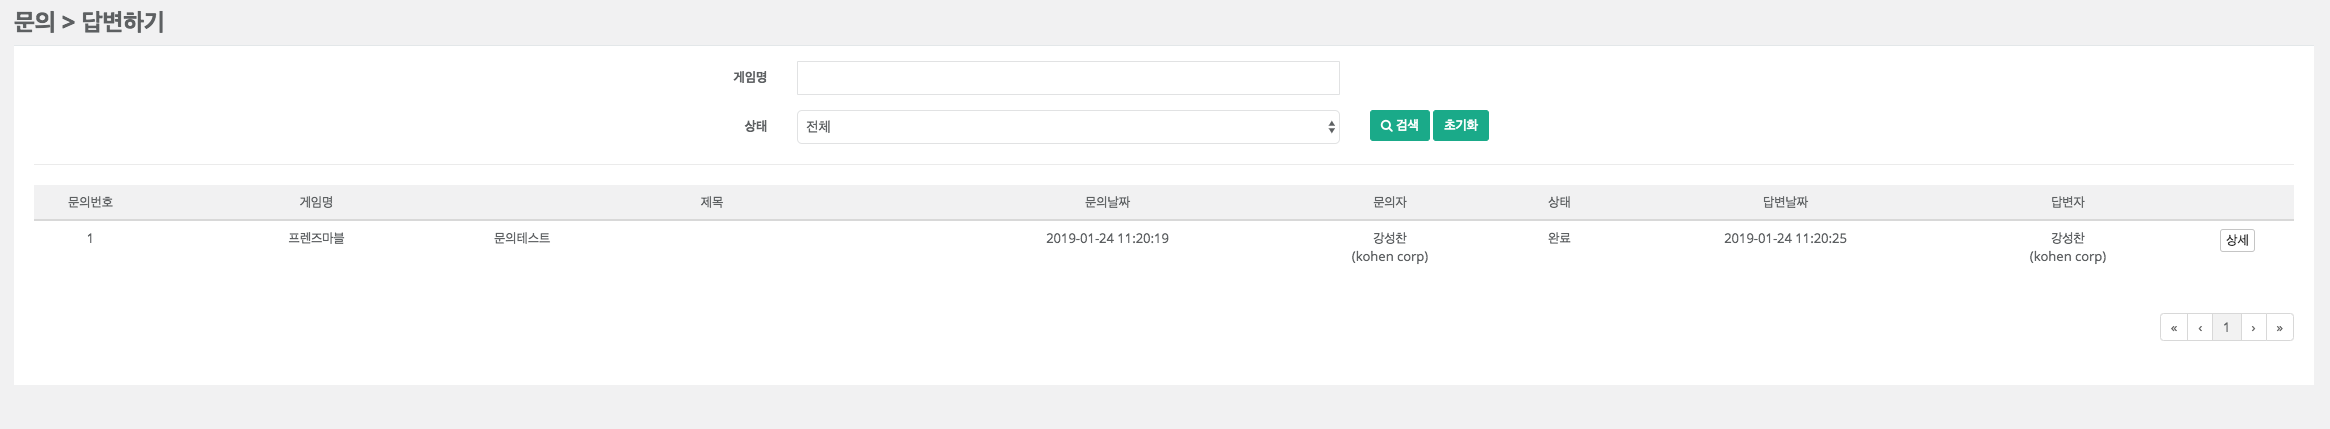 문의 > 답변하기
게임명
상태 전체 검색 초기화
문의번호 게임명 제목 문의날짜 문의자 상태 답변날짜 답변자
1 프렌즈마블 문의테스트 2019-01-24 11:20:19 강성찬 완료 2019-01-24 11:20:25 강성찬 상세
(kohen corp) (kohen corp)
« ‹ 1 › »